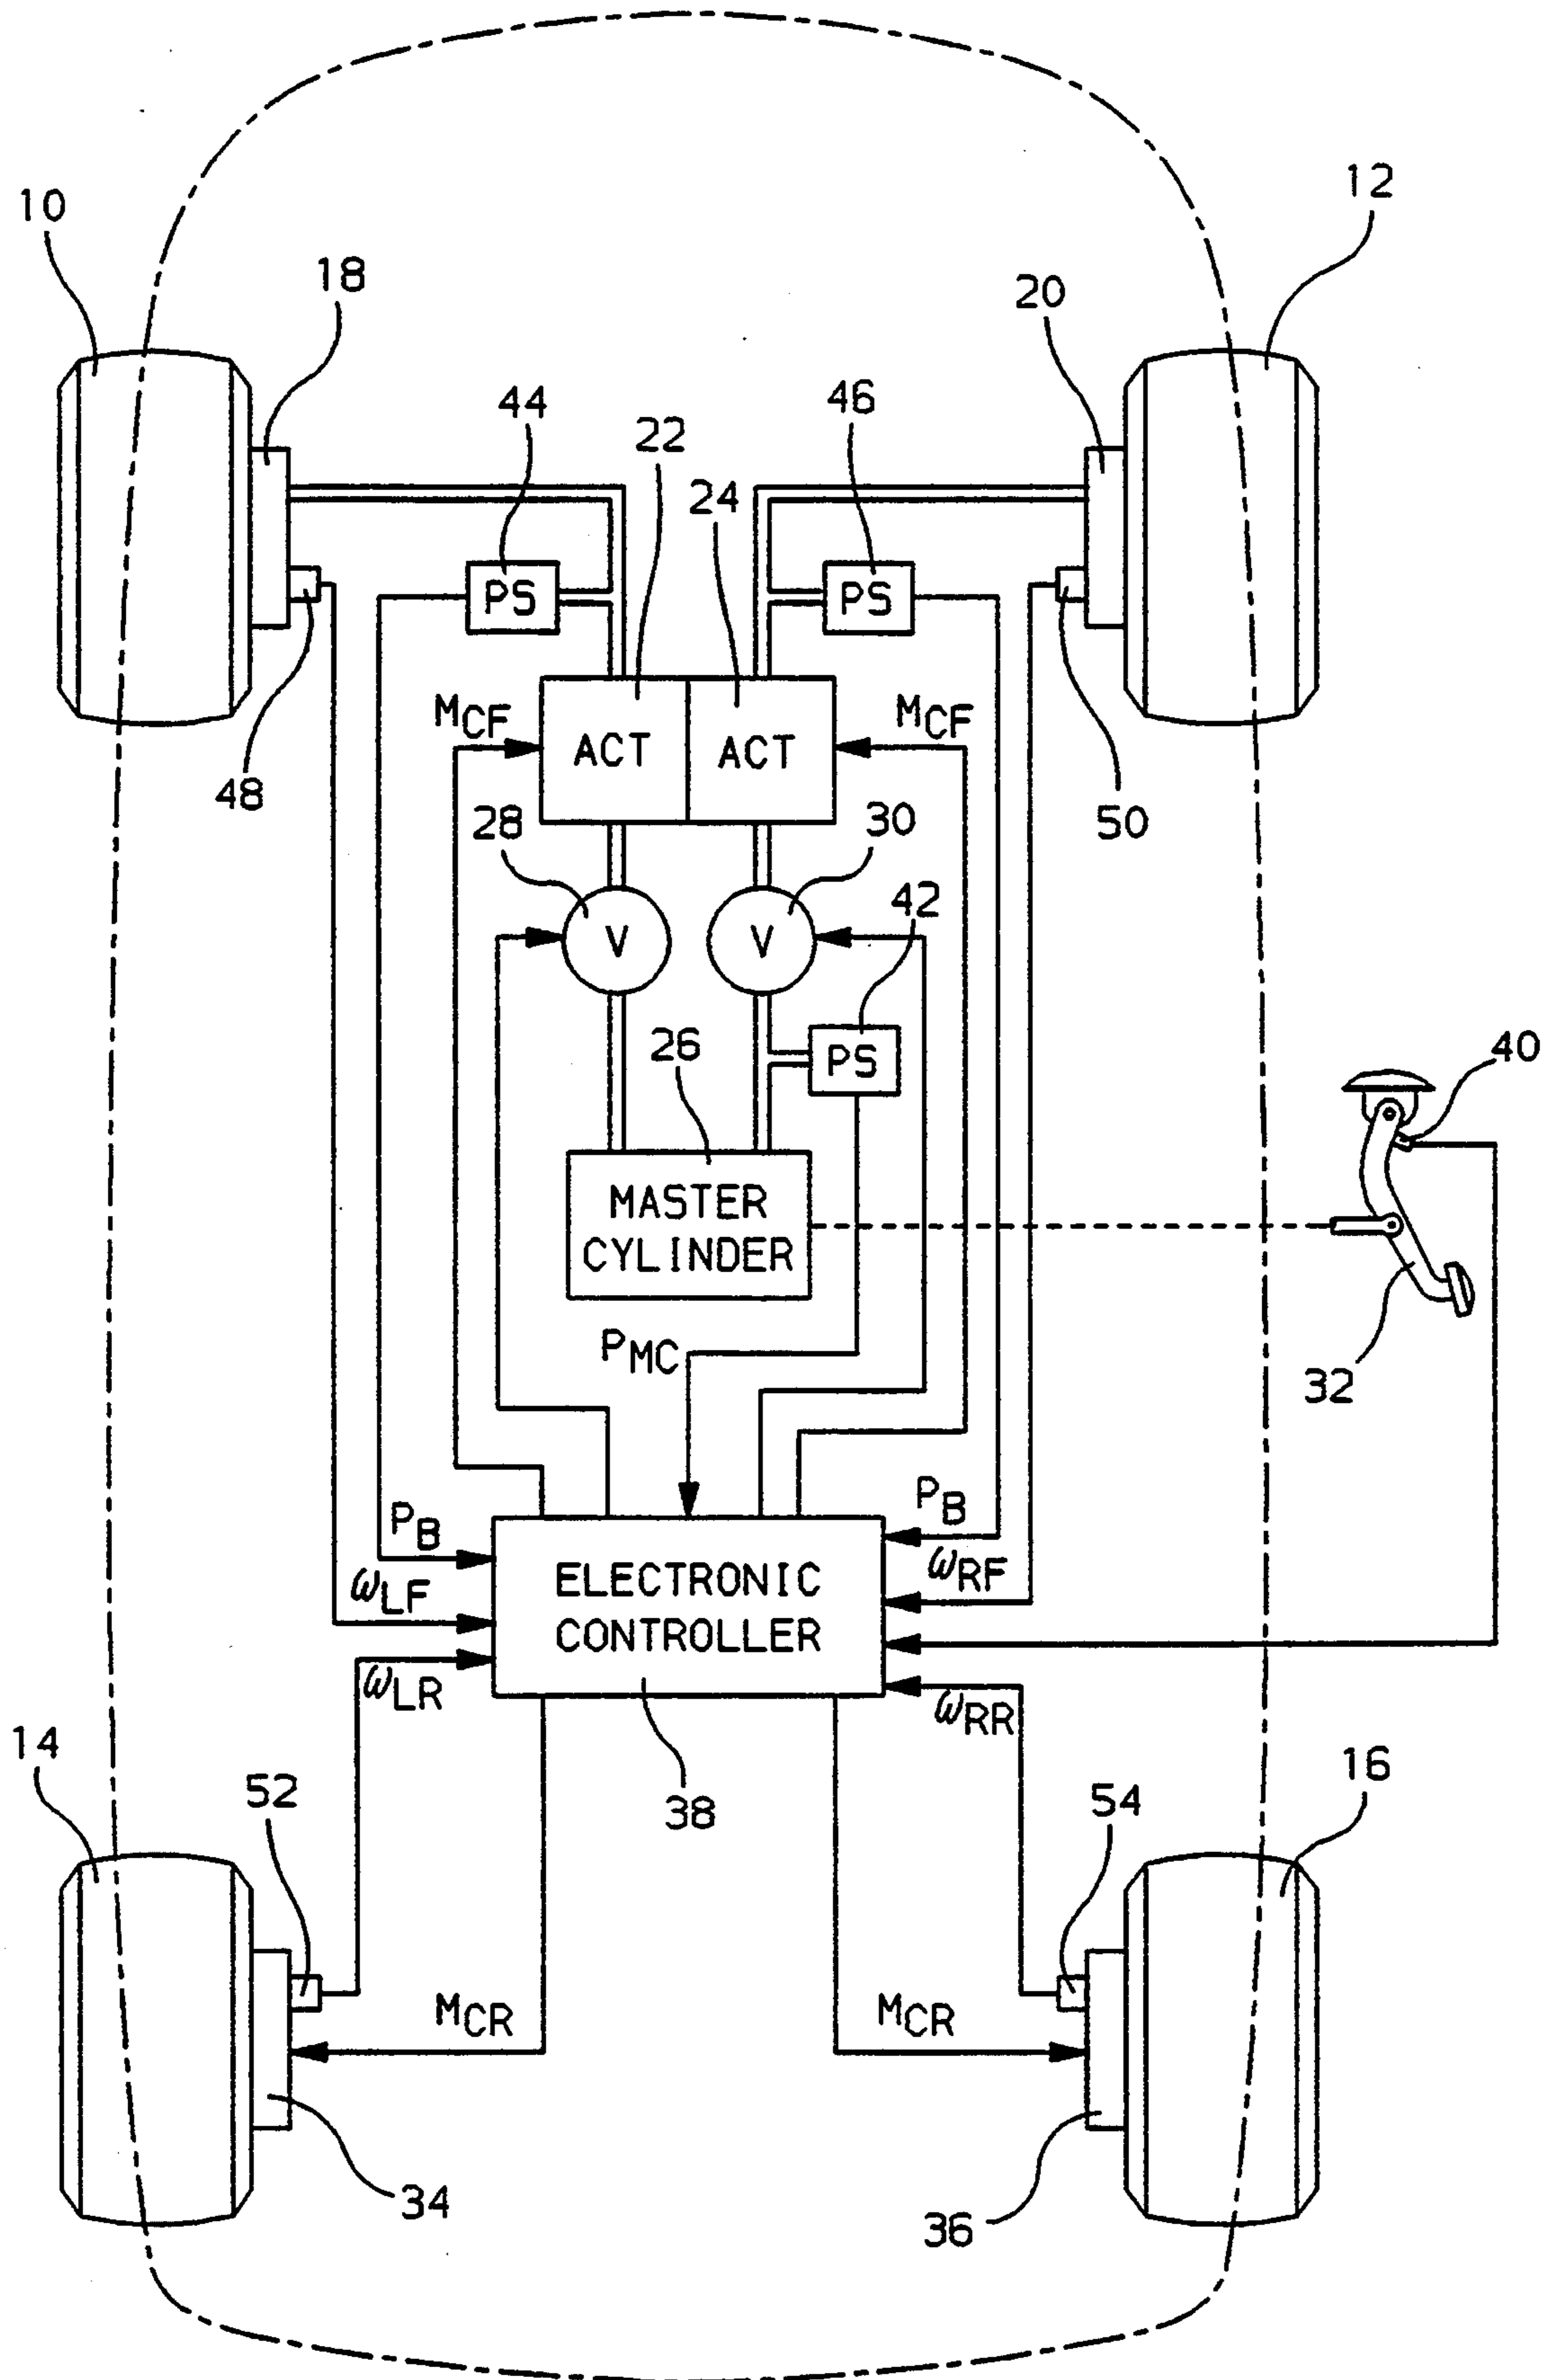 10
12
18
20
44
46
22
24
PS
PS
M_CF
M_CF
ACT
ACT
48
50
28
30
V
V
42
26
PS
40
MASTER
CYLINDER
P_MC
32
P_B
P_B
ELECTRONIC
CONTROLLER
ω_LF
ω_RF
ω_LR
ω_RR
14
52
38
54
16
M_CR
M_CR
34
36